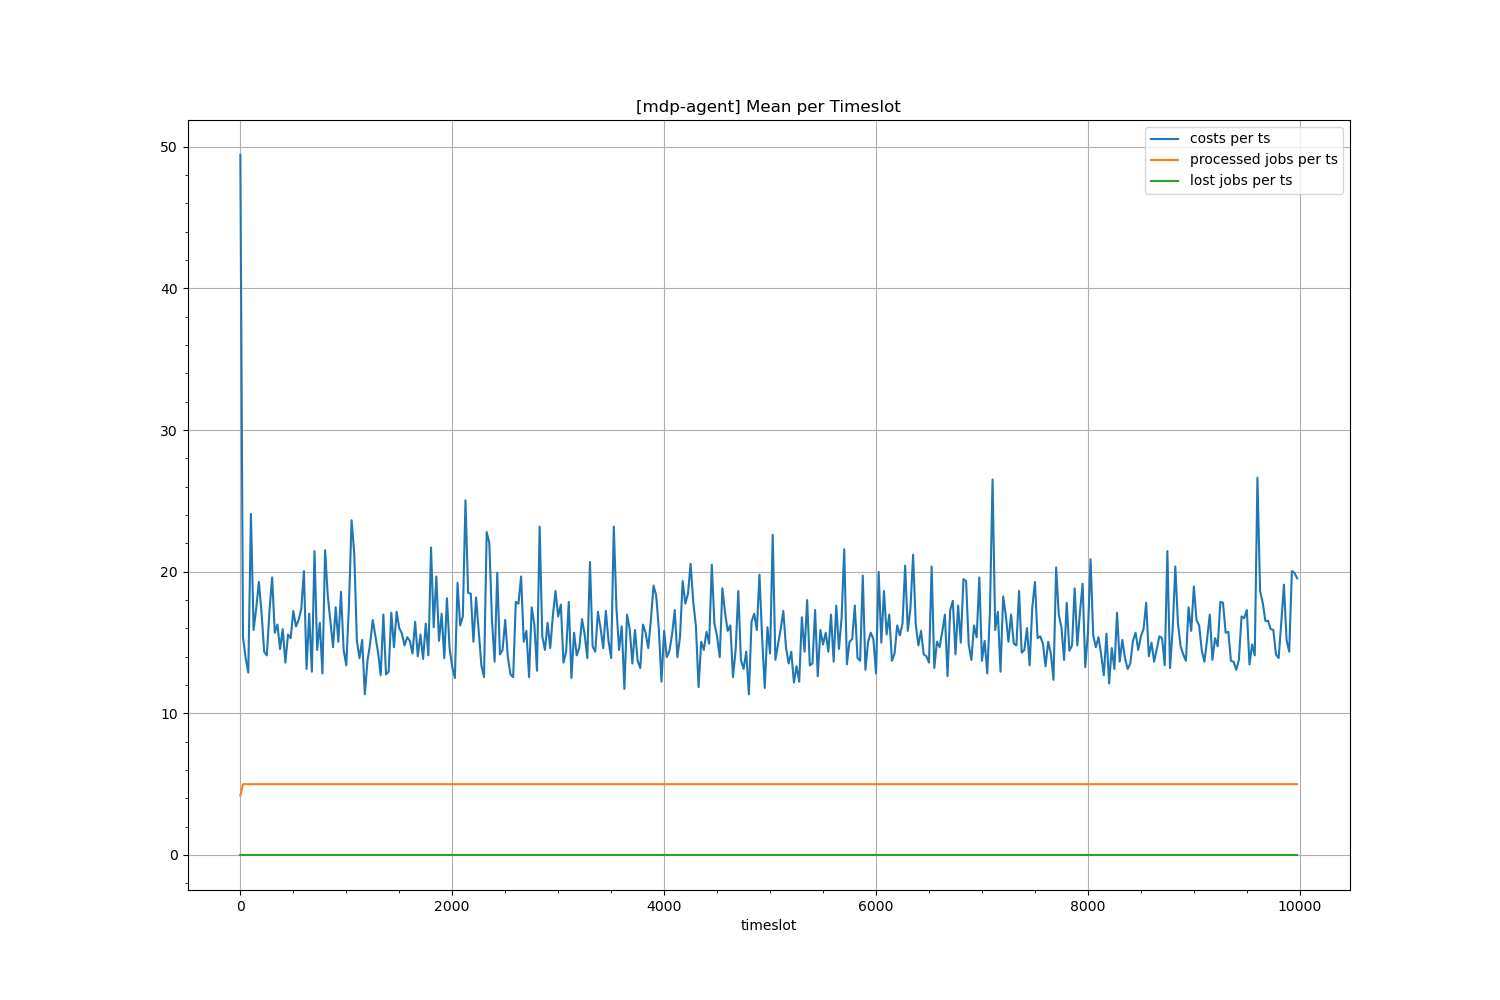 [mdp-agent] Mean per Timeslot
costs per ts
processed jobs per ts
lost jobs per ts
50
40
30
20
10
0
0 2000 4000 6000 8000 10000
timeslot